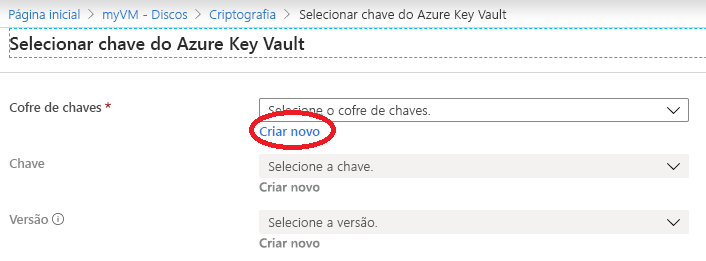 Página inicial > myVM - Discos > Criptografia > Selecionar chave do Azure Key Vault
Selecionar chave do Azure Key Vault
Cofre de chaves * Selecione o cofre de chaves.
Criar novo
Chave Selecione a chave.
Criar novo
Versão Selecione a versão.
Criar novo